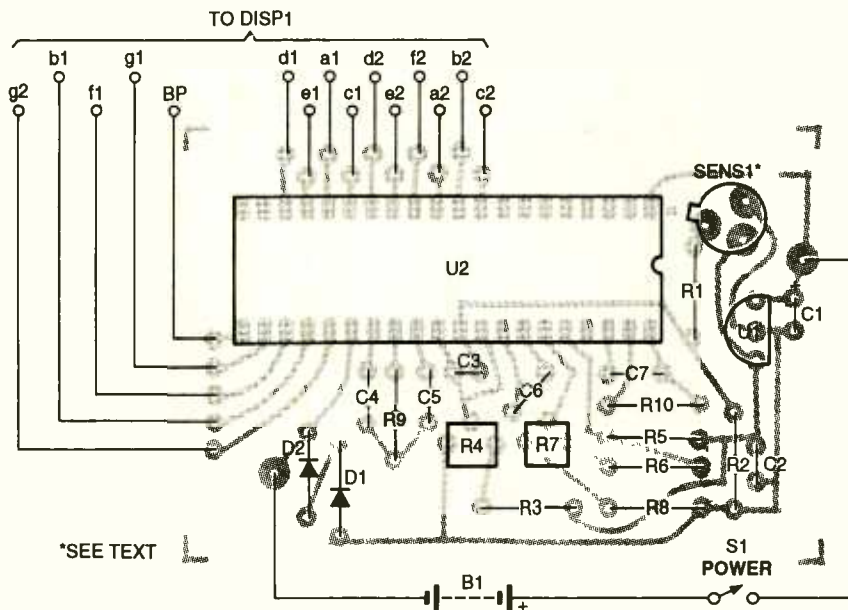 TO DISP1
b1 g1 d1 a1 d2 f2 b2
g2 f1 BP e1 c1 e2 a2 c2
SENS1*
U2
R1
U1
+
C1
C3
C4 R9 C5 C6 C7
R10
D2 R4 R7 R5 R2 C2
D1 R6
R3 R8
*SEE TEXT
S1
POWER
B1
+